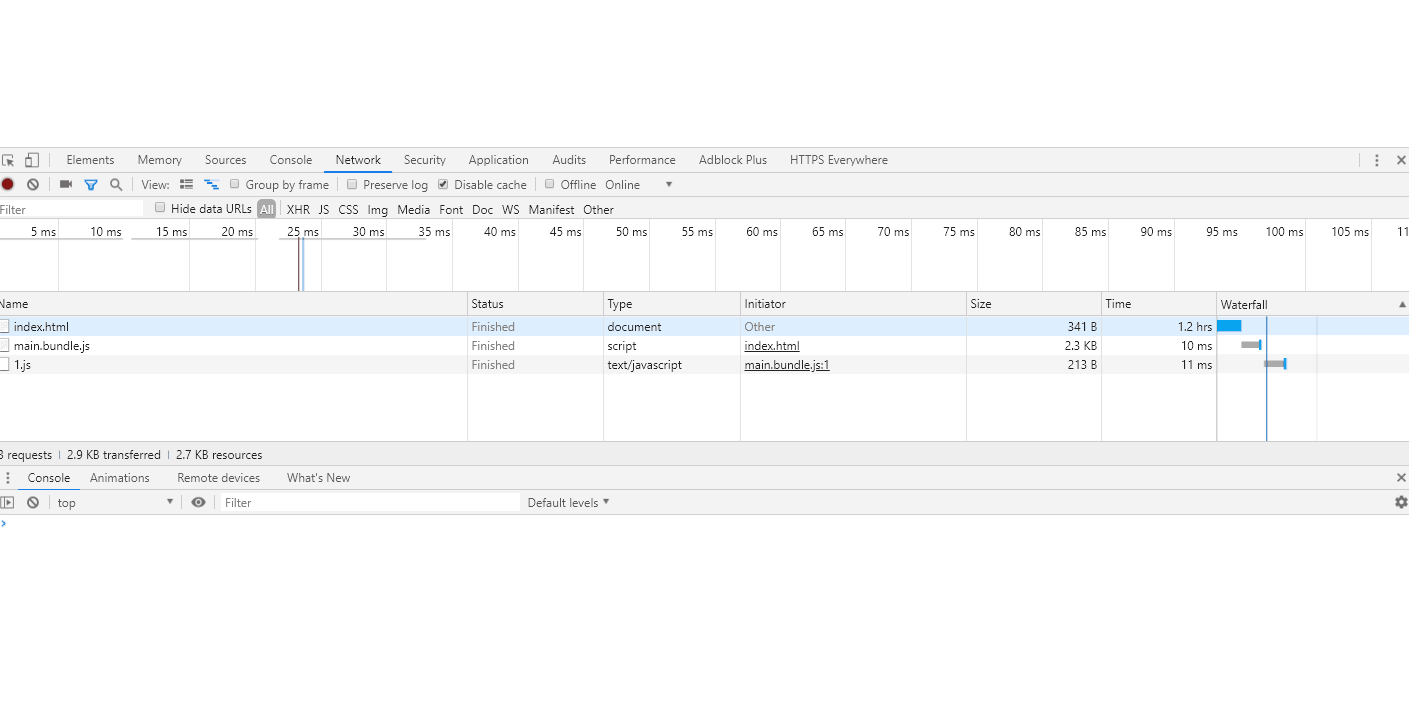 Elements Memory Sources Console Network Security Application Audits Performance Adblock Plus HTTPS Everywhere
View: Group by frame Preserve log Disable cache Offline Online
Filter Hide data URLs All XHR JS CSS Img Media Font Doc WS Manifest Other
5 ms 10 ms 15 ms 20 ms 25 ms 30 ms 35 ms 40 ms 45 ms 50 ms 55 ms 60 ms 65 ms 70 ms 75 ms 80 ms 85 ms 90 ms 95 ms 100 ms 105 ms 11
Name Status Type Initiator Size Time Waterfall
index.html Finished document Other 341 B 1.2 hrs
main.bundle.js Finished script index.html 2.3 KB 10 ms
1.js Finished text/javascript main.bundle.js:1 213 B 11 ms
3 requests 2.9 KB transferred 2.7 KB resources
Console Animations Remote devices What's New
top Filter Default levels